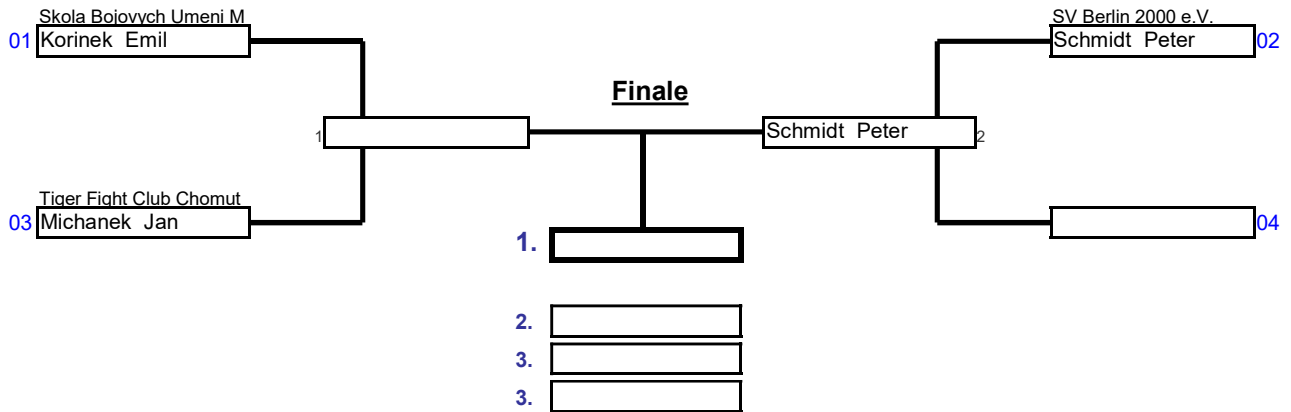 Skola Bojovych Umeni M
01 Korinek Emil
SV Berlin 2000 e.V.
Schmidt Peter 02
Finale
1
Schmidt Peter 2
Tiger Fight Club Chomut
03 Michanek Jan
04
1.
2.
3.
3.